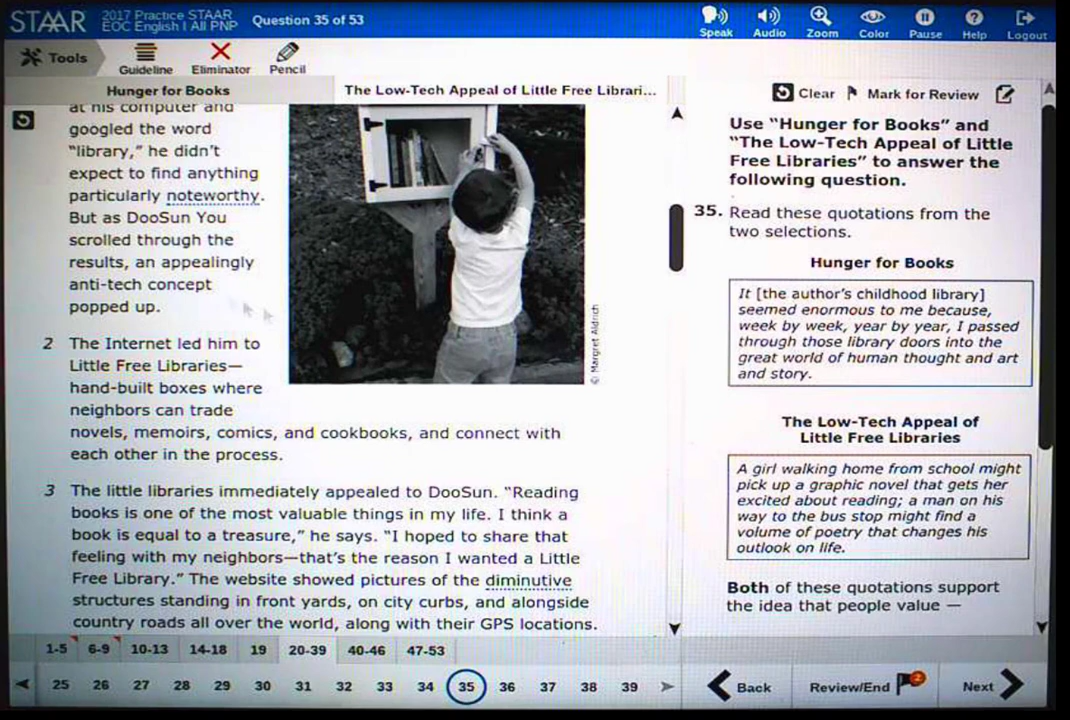 STAAR
2017 Practice STAAR
EOC English I All PNP
Question 35 of 53
Speak
Audio
Zoom
Color
Pause
Help
Logout
Tools
Guideline
Eliminator
Pencil
Hunger for Books
The Low-Tech Appeal of Little Free Librari...
Clear
Mark for Review
at his computer and
googled the word
“library,” he didn’t
expect to find anything
particularly noteworthy.
But as DooSun You
scrolled through the
results, an appealingly
anti-tech concept
popped up.
© Margret Aldrich
2 The Internet led him to
Little Free Libraries—
hand-built boxes where
neighbors can trade
novels, memoirs, comics, and cookbooks, and connect with
each other in the process.
3 The little libraries immediately appealed to DooSun. “Reading
books is one of the most valuable things in my life. I think a
book is equal to a treasure,” he says. “I hoped to share that
feeling with my neighbors—that’s the reason I wanted a Little
Free Library.” The website showed pictures of the diminutive
structures standing in front yards, on city curbs, and alongside
country roads all over the world, along with their GPS locations.
Use “Hunger for Books” and
“The Low-Tech Appeal of Little
Free Libraries” to answer the
following question.
35. Read these quotations from the
two selections.
Hunger for Books
It [the author’s childhood library]
seemed enormous to me because,
week by week, year by year, I passed
through those library doors into the
great world of human thought and art
and story.
The Low-Tech Appeal of
Little Free Libraries
A girl walking home from school might
pick up a graphic novel that gets her
excited about reading; a man on his
way to the bus stop might find a
volume of poetry that changes his
outlook on life.
Both of these quotations support
the idea that people value —
1-5 6-9 10-13 14-18 19 20-39 40-46 47-53
25 26 27 28 29 30 31 32 33 34 35 36 37 38 39
Back
Review/End
2
Next